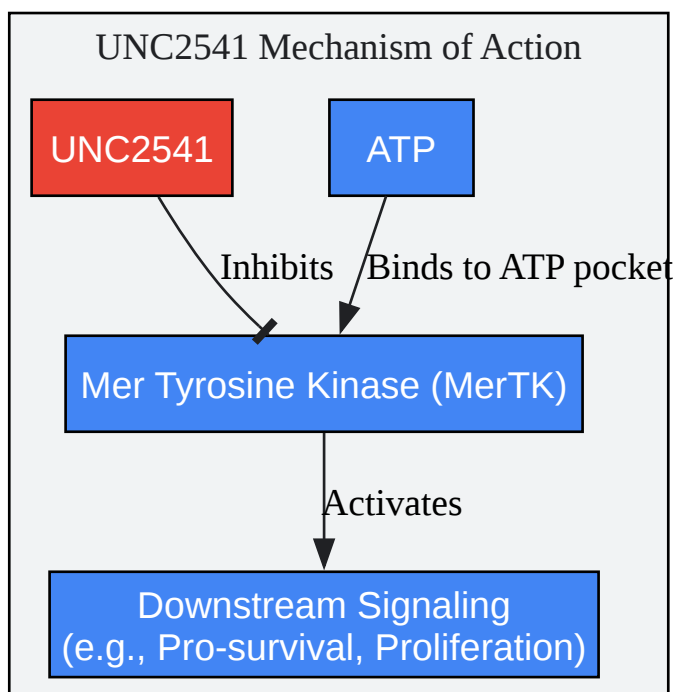 UNC2541 Mechanism of Action
UNC2541
ATP
Inhibits
Binds to ATP pocket
Mer Tyrosine Kinase (MerTK)
Activates
Downstream Signaling
(e.g., Pro-survival, Proliferation)